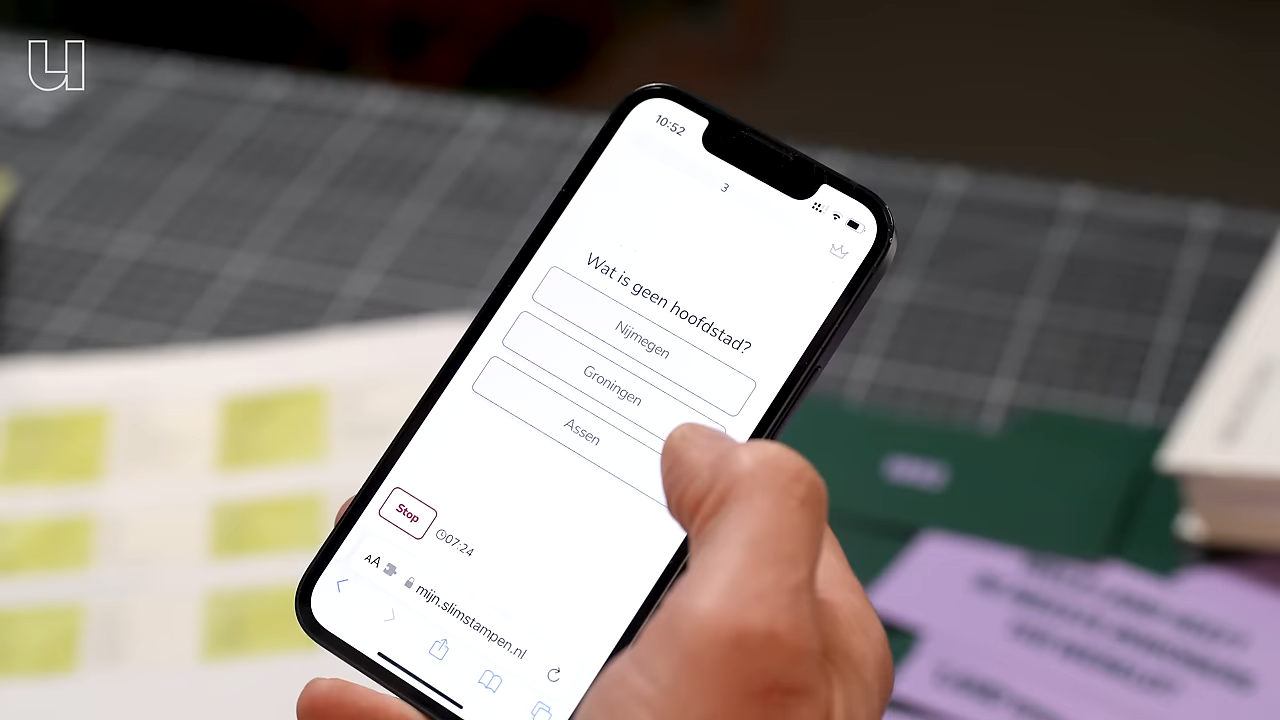 10:52
3
Wat is geen hoofdstad?
Nijmegen
Groningen
Assen
Stop
07:24
AA
mijn.slimstampen.nl